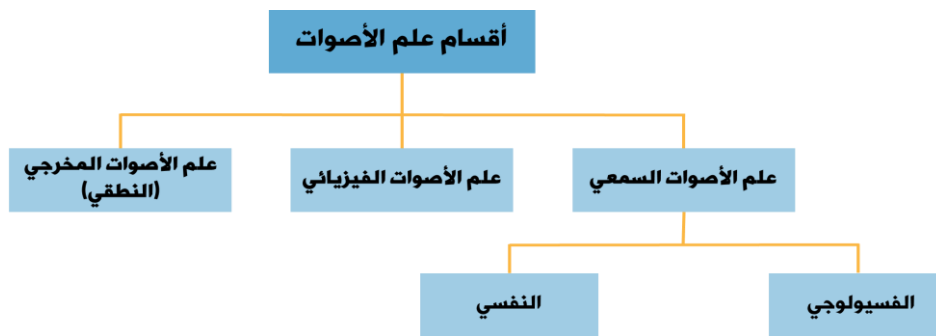 أقسام علم الأصوات
علم الأصوات السمعي
علم الأصوات الفيزيائي
علم الأصوات المخرجي
(النطقي)
الفسيولوجي
النفسي